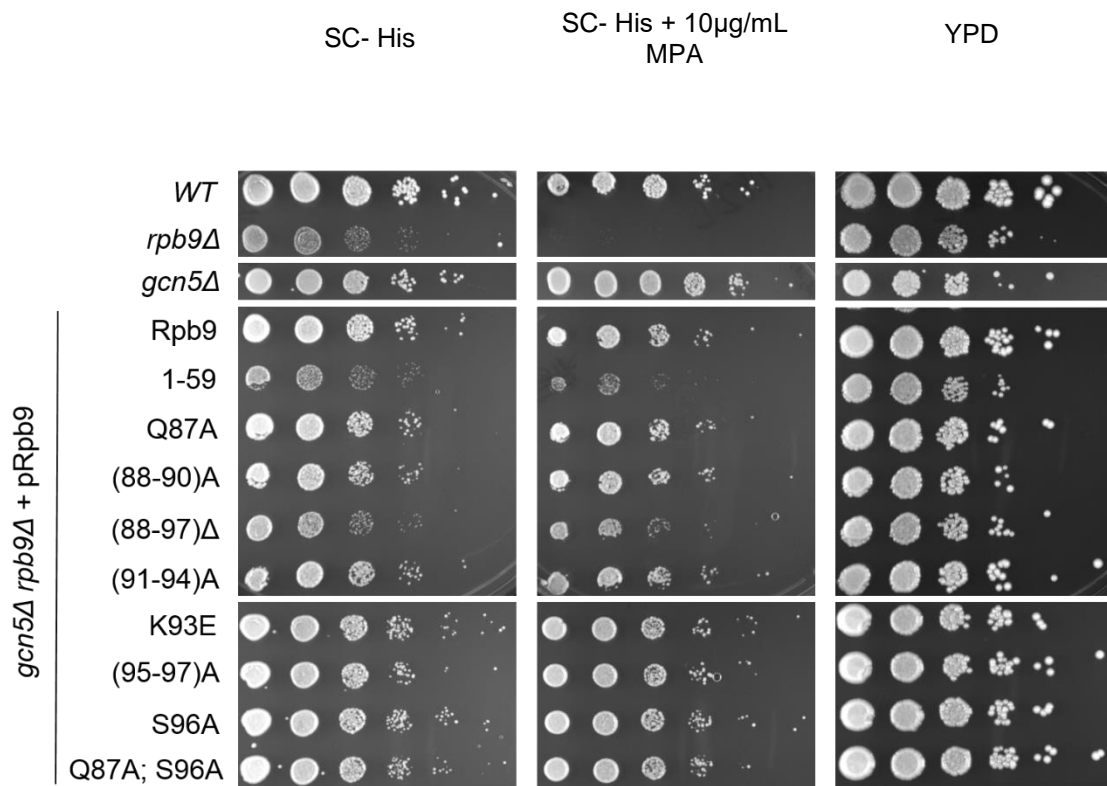 SC- His
SC- His + 10µg/mL
MPA
YPD
WT
rpb9Δ
gcn5Δ
gcn5Δ rpb9Δ + pRpb9
Rpb9
1-59
Q87A
(88-90)A
(88-97)Δ
(91-94)A
K93E
(95-97)A
S96A
Q87A; S96A